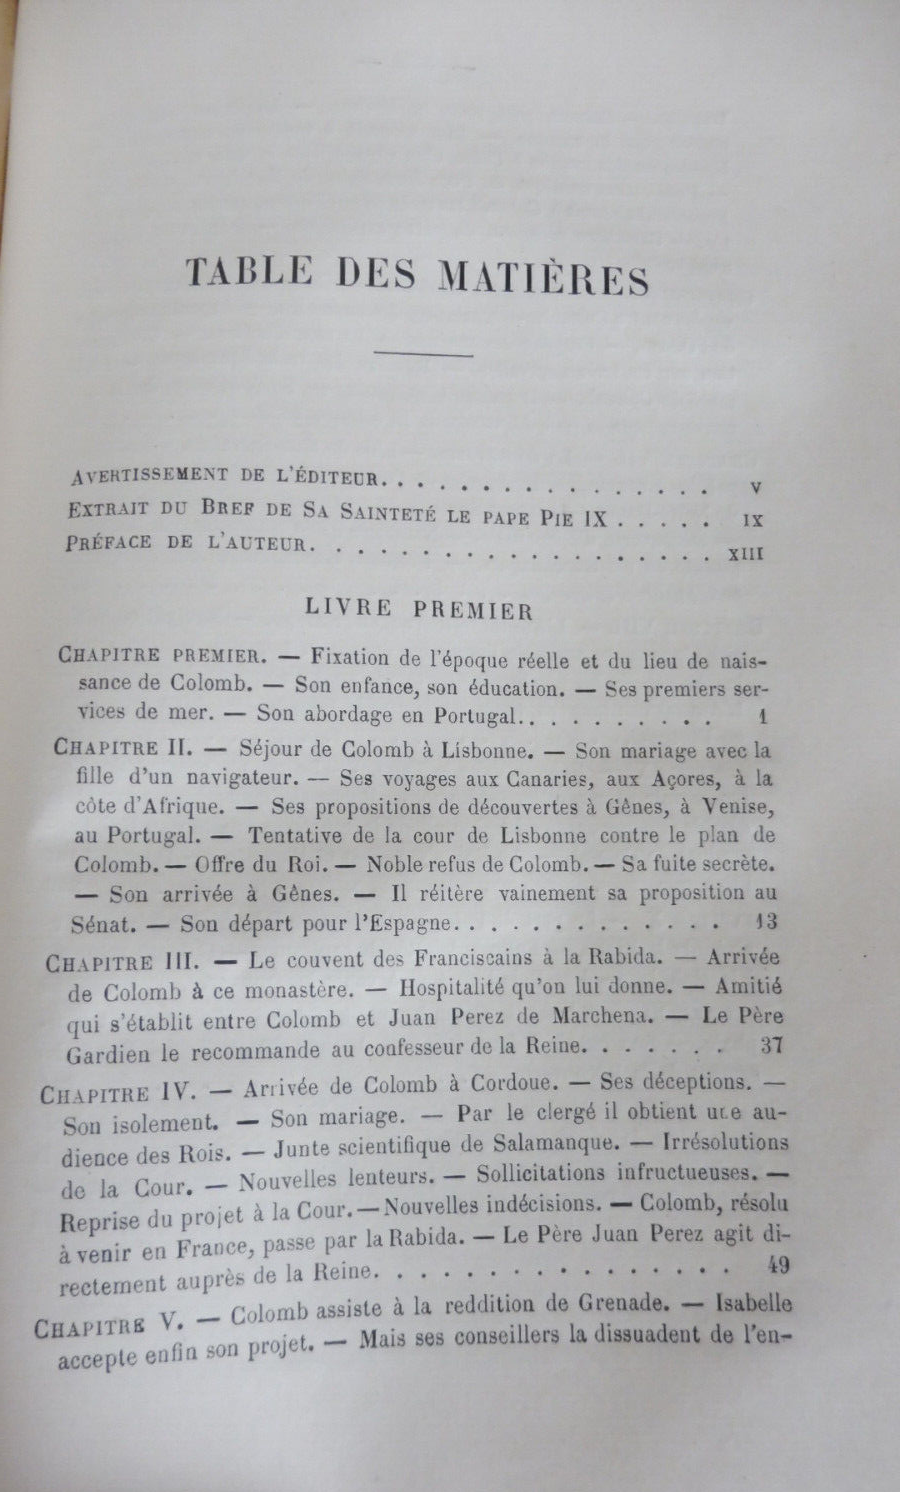 TABLE DES MATIÈRES
AVERTISSEMENT DE L'ÉDITEUR. . . . . . . . . . . . . . . . V
EXTRAIT DU BREF DE SA SAINTETÉ LE PAPE PIE IX . . . . . IX
PRÉFACE DE L'AUTEUR. . . . . . . . . . . . . . . . . . . XIII
LIVRE PREMIER
CHAPITRE PREMIER. — Fixation de l'époque réelle et du lieu de nais-
sance de Colomb. — Son enfance, son éducation. — Ses premiers ser-
vices de mer. — Son abordage en Portugal. . . . . . . . . . 1
CHAPITRE II. — Séjour de Colomb à Lisbonne. — Son mariage avec la
fille d'un navigateur. — Ses voyages aux Canaries, aux Açores, à la
côte d'Afrique. — Ses propositions de découvertes à Gênes, à Venise,
au Portugal. — Tentative de la cour de Lisbonne contre le plan de
Colomb. — Offre du Roi. — Noble refus de Colomb. — Sa fuite secrète.
— Son arrivée à Gênes. — Il réitère vainement sa proposition au
Sénat. — Son départ pour l'Espagne. . . . . . . . . . . . . 13
CHAPITRE III. — Le couvent des Franciscains à la Rabida. — Arrivée
de Colomb à ce monastère. — Hospitalité qu'on lui donne. — Amitié
qui s'établit entre Colomb et Juan Perez de Marchena. — Le Père
Gardien le recommande au confesseur de la Reine. . . . . . . 37
CHAPITRE IV. — Arrivée de Colomb à Cordoue. — Ses déceptions. —
Son isolement. — Son mariage. — Par le clergé il obtient une au-
dience des Rois. — Junte scientifique de Salamanque. — Irrésolutions
de la Cour. — Nouvelles lenteurs. — Sollicitations infructueuses. —
Reprise du projet à la Cour. — Nouvelles indécisions. — Colomb, résolu
à venir en France, passe par la Rabida. — Le Père Juan Perez agit di-
rectement auprès de la Reine. . . . . . . . . . . . . . . . 49
CHAPITRE V. — Colomb assiste à la reddition de Grenade. — Isabelle
accepte enfin son projet. — Mais ses conseillers la dissuadent de l'en-